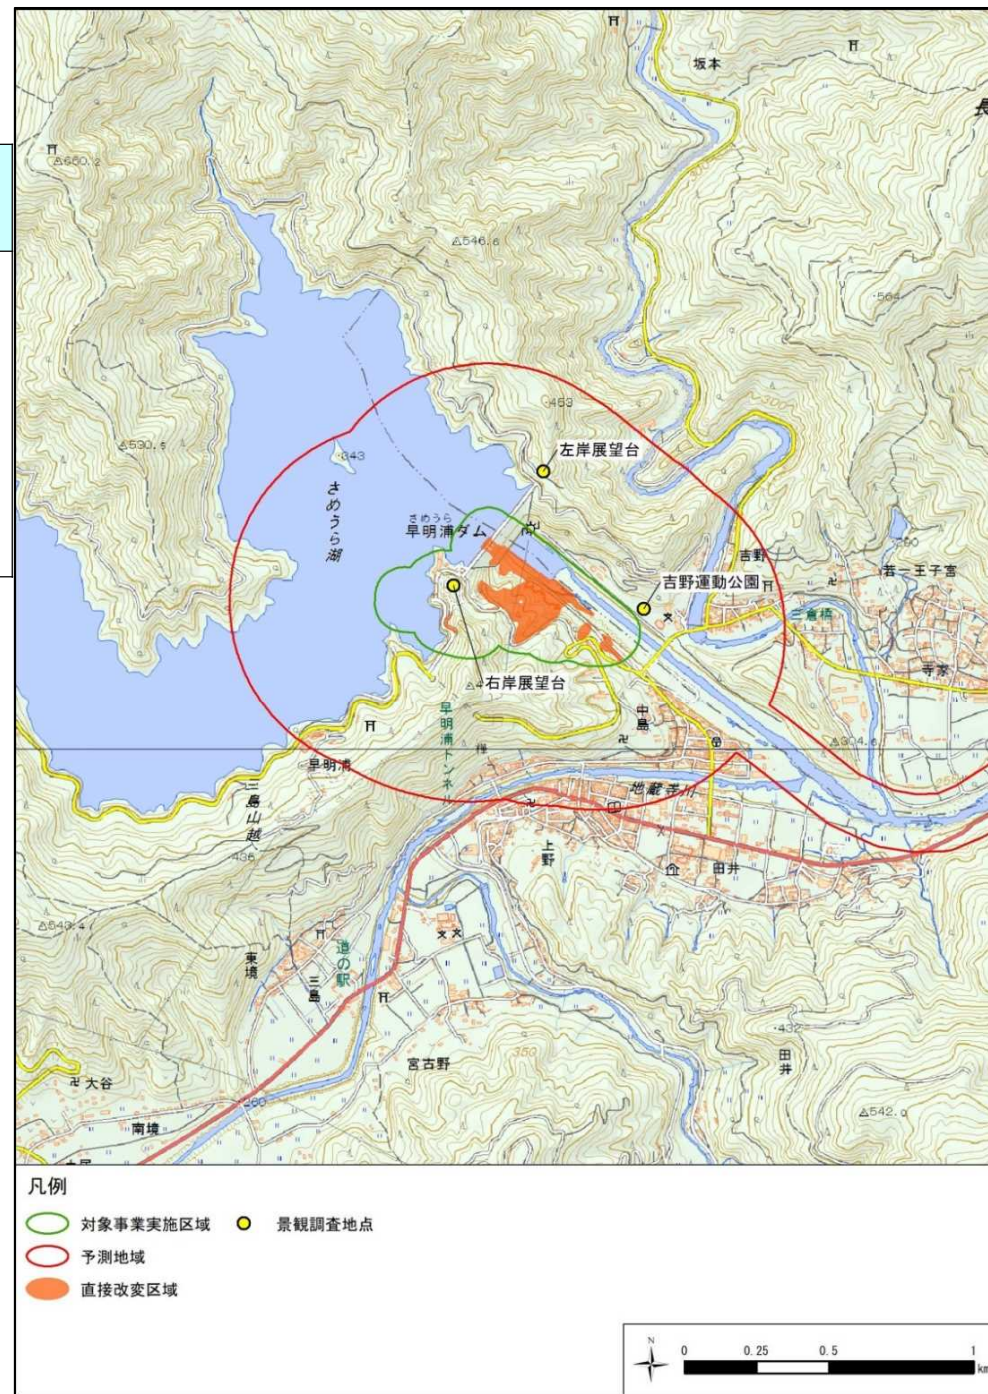 坂本
長
△660.2
△546.6
・564
・453
△530.5
・343
左岸展望台
さめうら湖
さめうら
早明浦ダム
吉野
260
若一王子宮
吉野運動公園
三倉橋
寺家
右岸展望台
早明浦トンネル
中島
△304.6
早明浦
地蔵寺川
三島山越
・436
上野
田井
△543.4
東境
三島
道の駅
・432
田井
350
宮古野
大谷
260
△542.0
南境
凡例
対象事業実施区域
景観調査地点
予測地域
直接改変区域
N
0 0.25 0.5 1
km